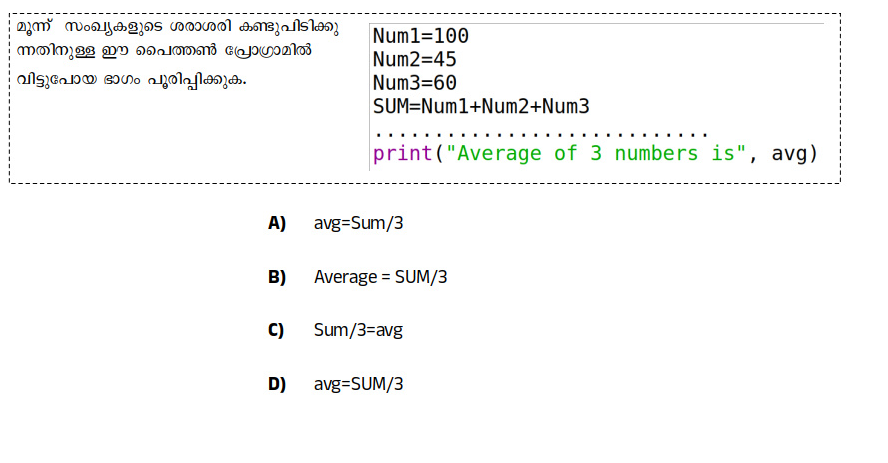 മൂന്ന് സംഖ്യകളുടെ ശരാശരി കണ്ടുപിടിക്കു
ന്നതിനുള്ള ഈ പൈത്തൺ പ്രോഗ്രാമിൽ
വിട്ടുപോയ ഭാഗം പൂരിപ്പിക്കുക.
Num1=100
Num2=45
Num3=60
SUM=Num1+Num2+Num3
............................
print("Average of 3 numbers is", avg)
A) avg=Sum/3
B) Average = SUM/3
C) Sum/3=avg
D) avg=SUM/3